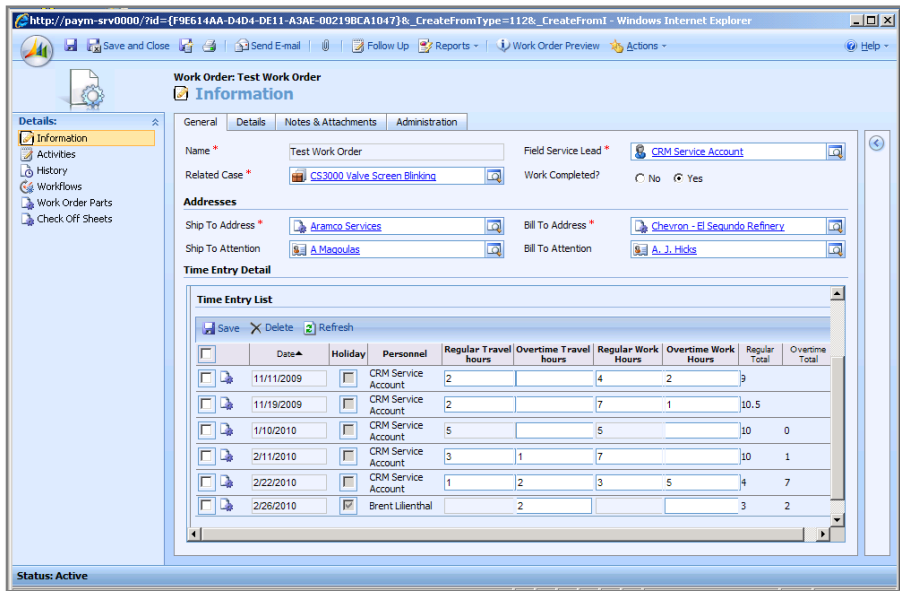 http://paym-srv0000/?id={F9E614AA-D4D4-DE11-A3AE-00219BCA1047}&_CreateFromType=112&_CreateFromI - Windows Internet Explorer
Save and Close Send E-mail Follow Up Reports Work Order Preview Actions Help
Work Order: Test Work Order
Information
Details:
Information
Activities
History
Workflows
Work Order Parts
Check Off Sheets
General Details Notes & Attachments Administration
Name * Test Work Order Field Service Lead * CRM Service Account
Related Case * CS3000 Valve Screen Blinking Work Completed? No Yes
Addresses
Ship To Address * Aramco Services Bill To Address * Chevron - El Segundo Refinery
Ship To Attention A Magoulas Bill To Attention A. J. Hicks
Time Entry Detail
Time Entry List
Save Delete Refresh
Date Holiday Personnel Regular Travel hours Overtime Travel hours Regular Work Hours Overtime Work Hours Regular Total Overtime Total
11/11/2009 CRM Service Account 2 4 2 9
11/19/2009 CRM Service Account 2 7 1 10.5
1/10/2010 CRM Service Account 5 5 10 0
2/11/2010 CRM Service Account 3 1 7 10 1
2/22/2010 CRM Service Account 1 2 3 5 4 7
2/26/2010 Brent Lilienthal 2 3 2
Status: Active